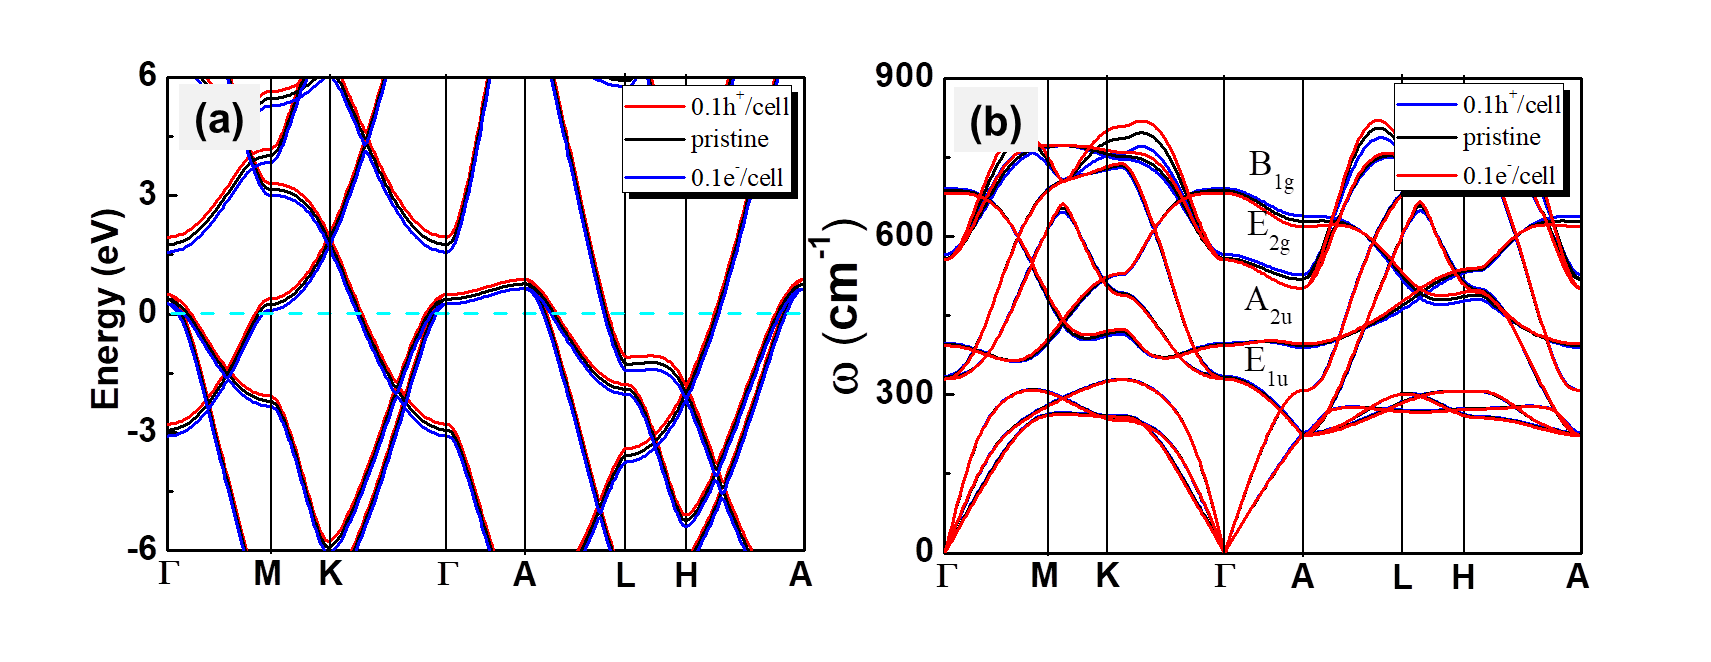 (a)
Energy (eV)
6
3
0
-3
-6
Γ M K Γ A L H A
0.1h⁺/cell
pristine
0.1e⁻/cell
(b)
ω (cm⁻¹)
900
600
300
0
Γ M K Γ A L H A
0.1h⁺/cell
pristine
0.1e⁻/cell
B₁g
E₂g
A₂u
E₁u